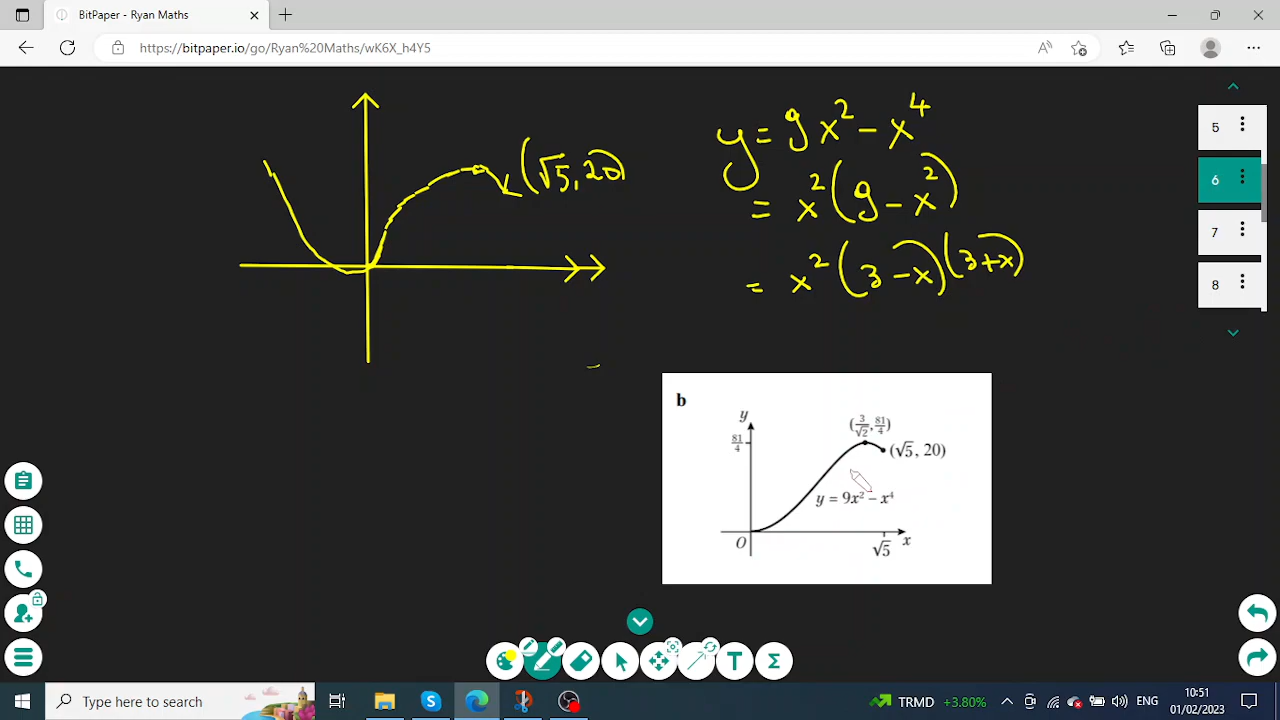 BitPaper - Ryan Maths
https://bitpaper.io/go/Ryan%20Maths/wK6X_h4Y5
(√5, 20)
y = 9x² - x⁴
= x²(9 - x²)
= x²(3 - x)(3+x)
5
6
7
8
b
y
81/4
(3/√2, 81/4)
(√5, 20)
y = 9x² − x⁴
O
√5
x
T
Σ
Type here to search
TRMD +3.80%
ENG
10:51
01/02/2023